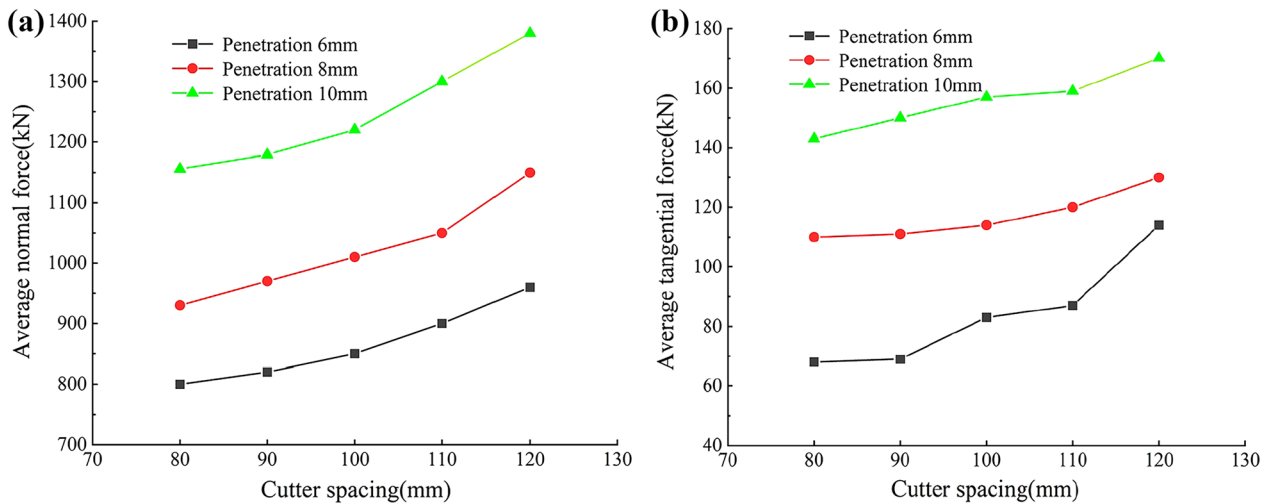 (a)
1400
1300
1200
1100
1000
900
800
700
70 80 90 100 110 120 130
Average normal force(kN)
Cutter spacing(mm)
Penetration 6mm
Penetration 8mm
Penetration 10mm
(b)
180
160
140
120
100
80
60
40
70 80 90 100 110 120 130
Average tangential force(kN)
Cutter spacing(mm)
Penetration 6mm
Penetration 8mm
Penetration 10mm